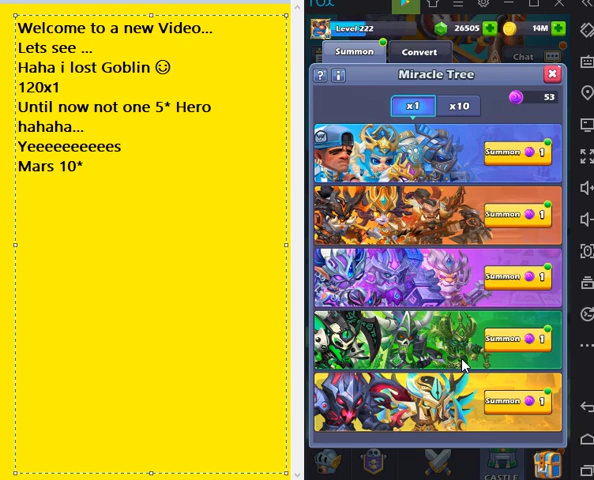 Welcome to a new Video...
Lets see ...
Haha i lost Goblin ☺
120x1
Until now not one 5* Hero
hahaha...
Yeeeeeeeeees
Mars 10*
Level 222
26505
14M
Summon
Convert
Chat
Miracle Tree
x1
x10
53
Summon 1
Summon 1
Summon 1
Summon 1
Summon 1
CASTLE